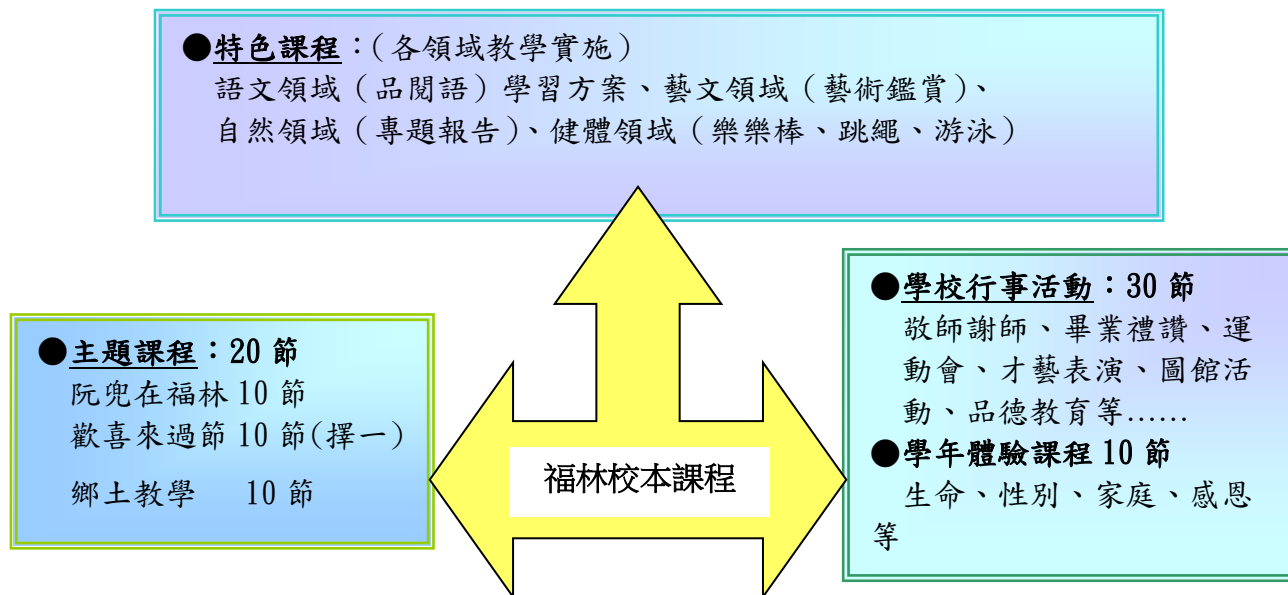 ●特色課程：(各領域教學實施)
語文領域（品閱語）學習方案、藝文領域（藝術鑑賞）、
自然領域（專題報告）、健體領域（樂樂棒、跳繩、游泳）
●主題課程：20 節
阮兜在福林 10 節
歡喜來過節 10 節(擇一)
鄉土教學 10 節
福林校本課程
●學校行事活動：30 節
敬師謝師、畢業禮讚、運
動會、才藝表演、圖館活
動、品德教育等……
●學年體驗課程 10 節
生命、性別、家庭、感恩
等